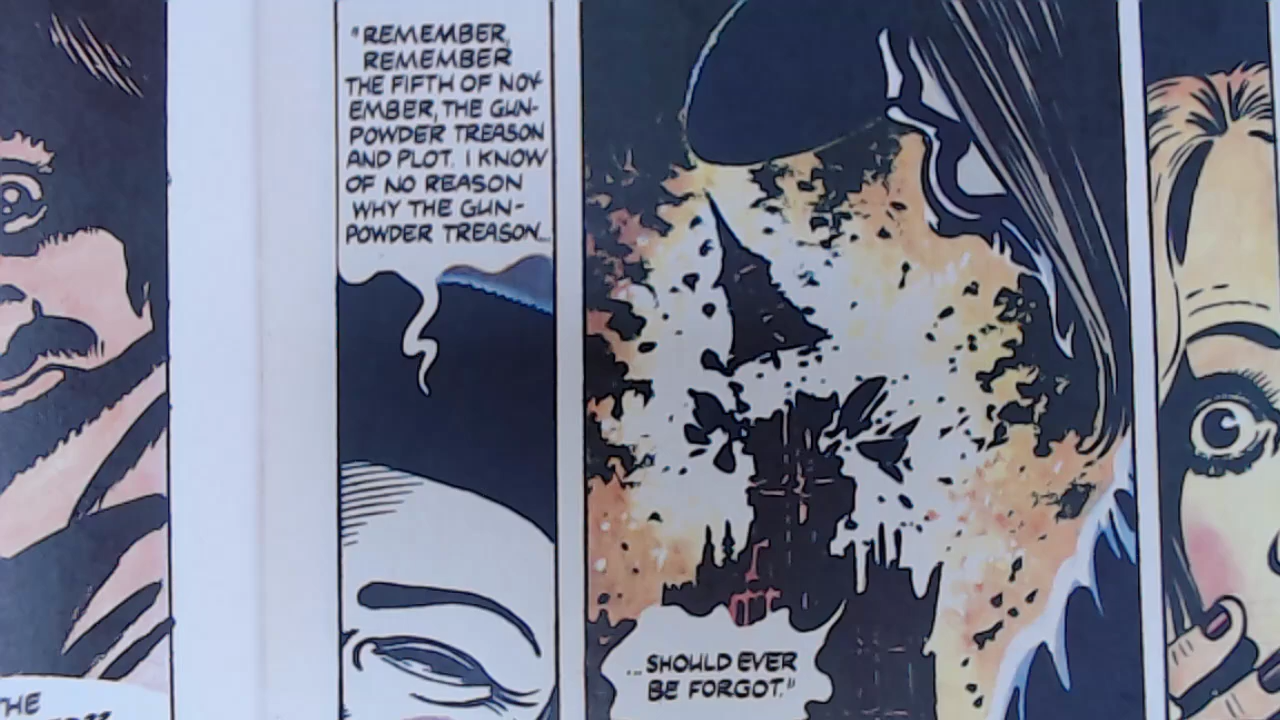 "REMEMBER,
REMEMBER
THE FIFTH OF NOV-
EMBER, THE GUN-
POWDER TREASON
AND PLOT. I KNOW
OF NO REASON
WHY THE GUN-
POWDER TREASON...
...SHOULD EVER
BE FORGOT."
THE